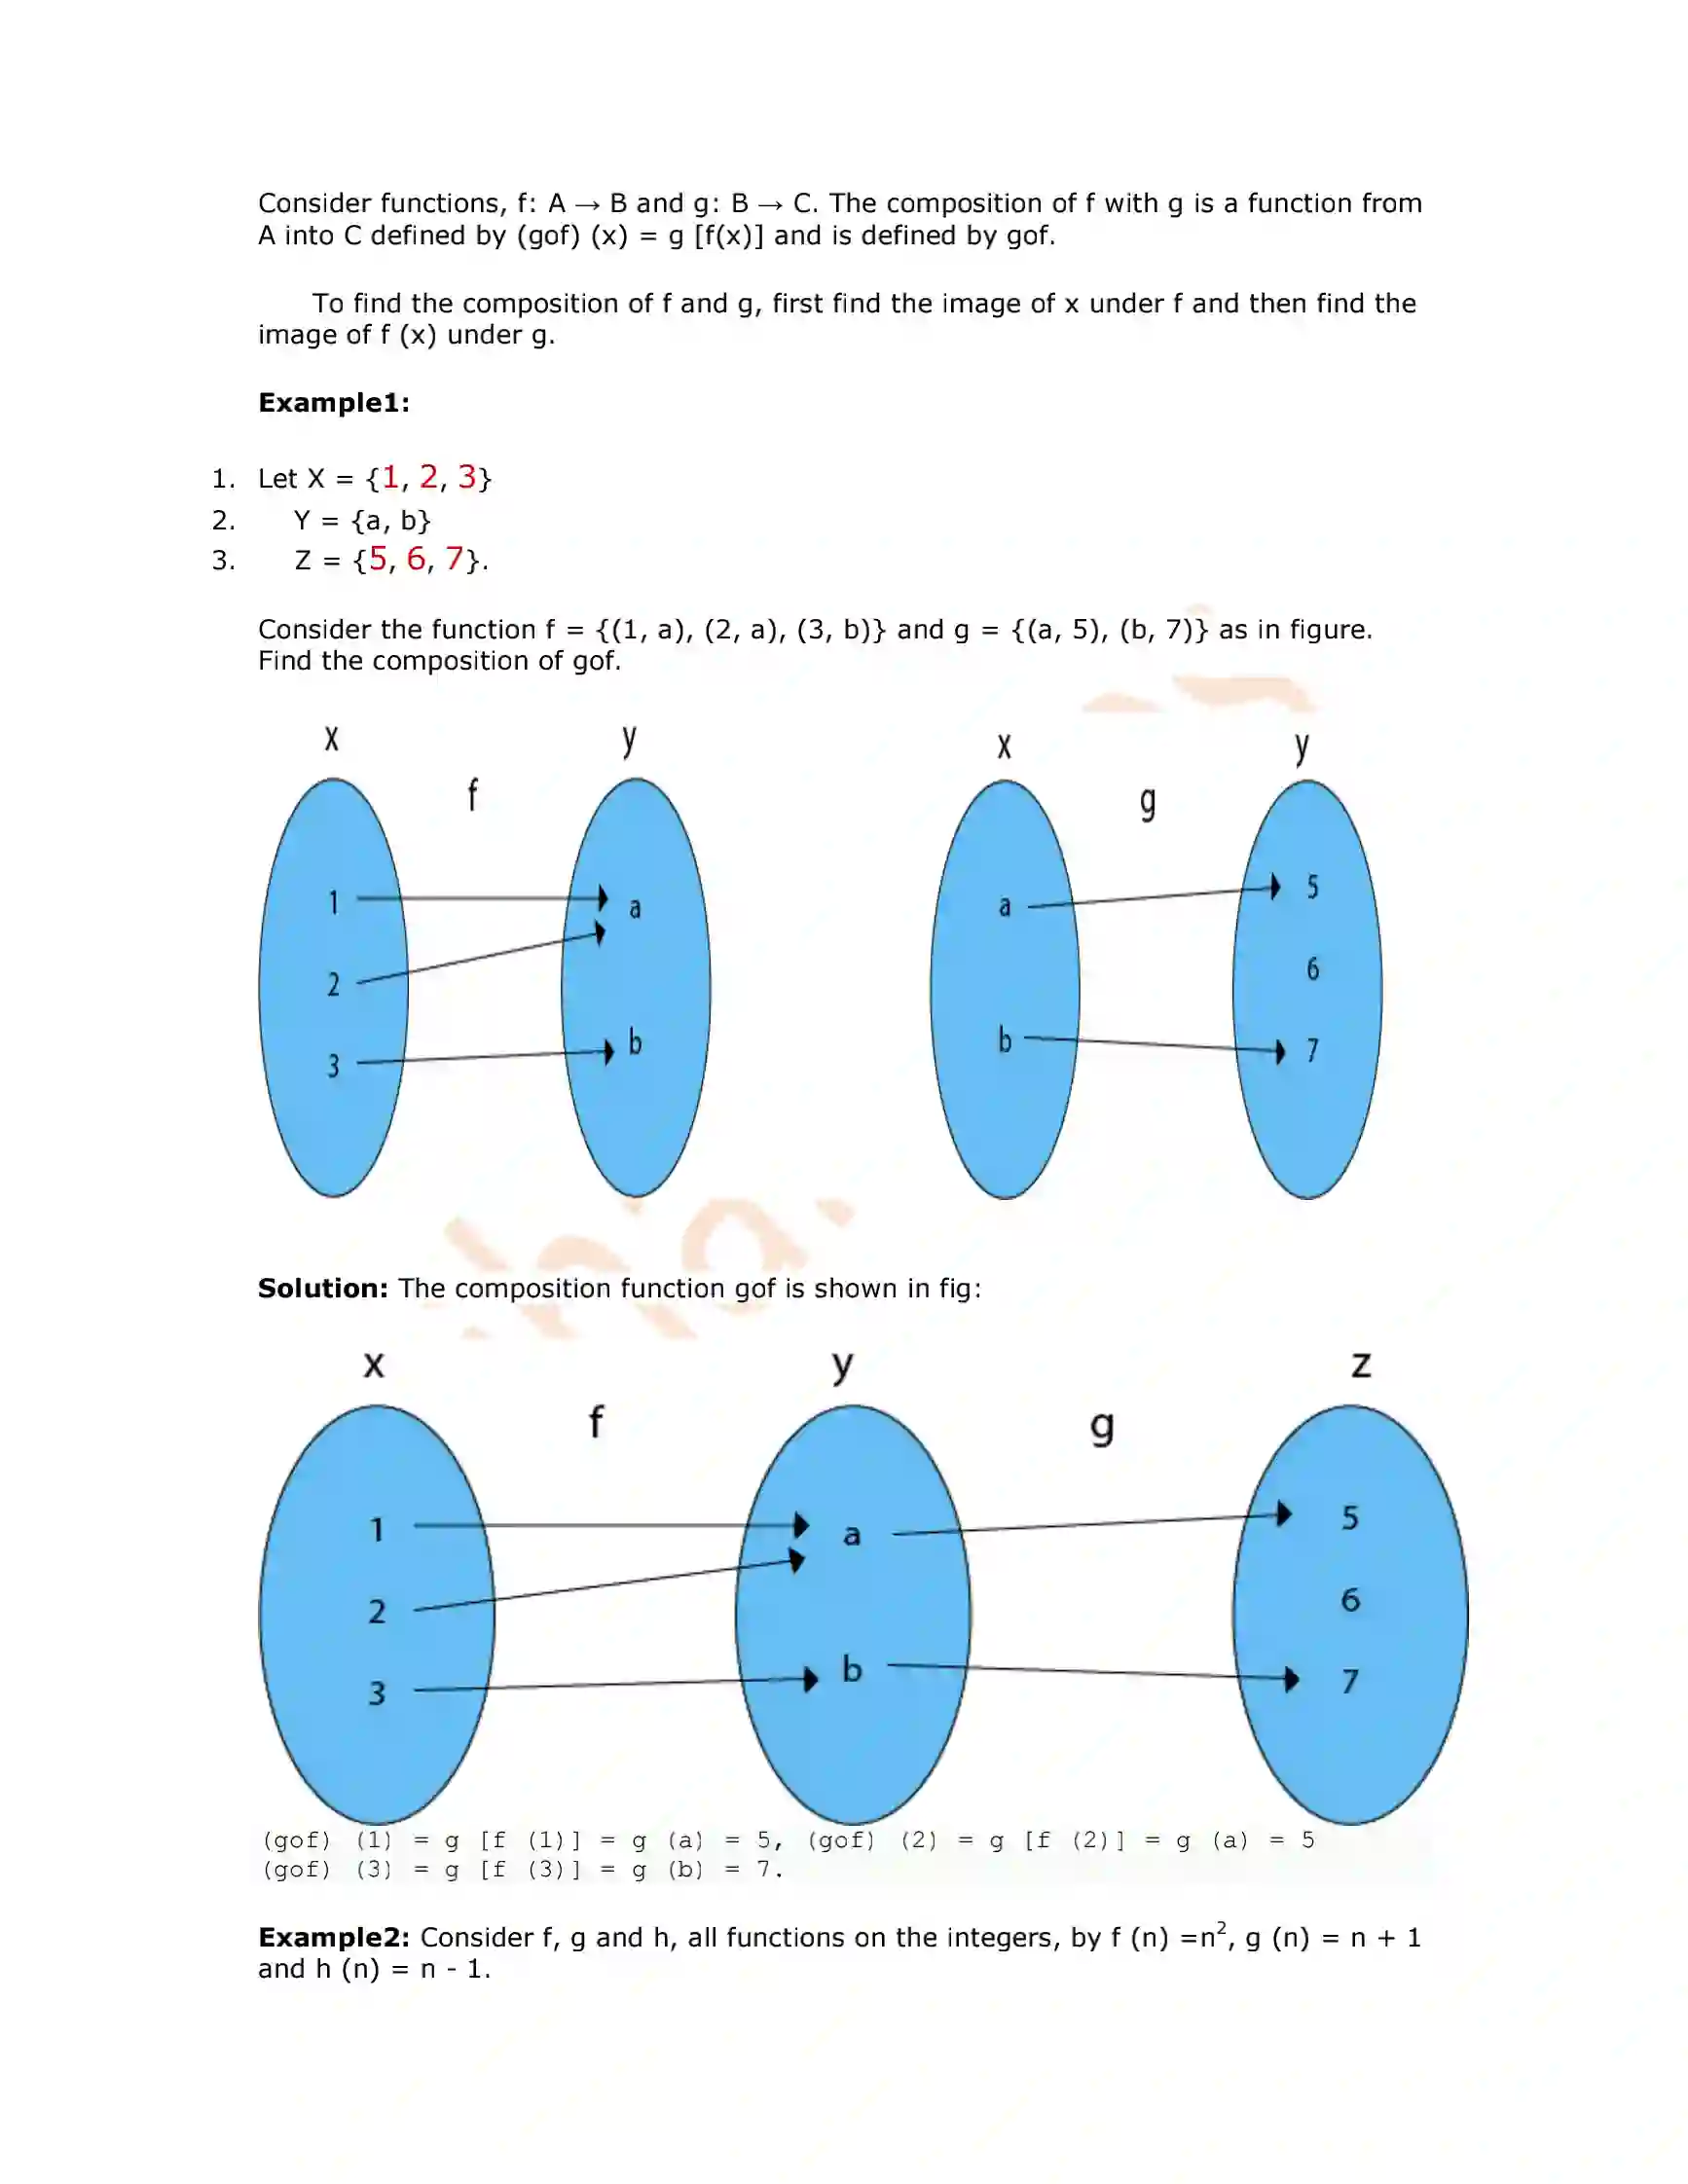 Consider functions, f: A → B and g: B → C. The composition of f with g is a function from
A into C defined by (gof) (x) = g [f(x)] and is defined by gof.
To find the composition of f and g, first find the image of x under f and then find the
image of f (x) under g.
Example1:
1. Let X = {1, 2, 3}
2. Y = {a, b}
3. Z = {5, 6, 7}.
Consider the function f = {(1, a), (2, a), (3, b)} and g = {(a, 5), (b, 7)} as in figure.
Find the composition of gof.
x y x y
f g
1 a a 5
2 6
3 b b 7
Solution: The composition function gof is shown in fig:
x y z
f g
1 a 5
2 6
3 b 7
(gof) (1) = g [f (1)] = g (a) = 5, (gof) (2) = g [f (2)] = g (a) = 5
(gof) (3) = g [f (3)] = g (b) = 7.
Example2: Consider f, g and h, all functions on the integers, by f (n) =n², g (n) = n + 1
and h (n) = n - 1.